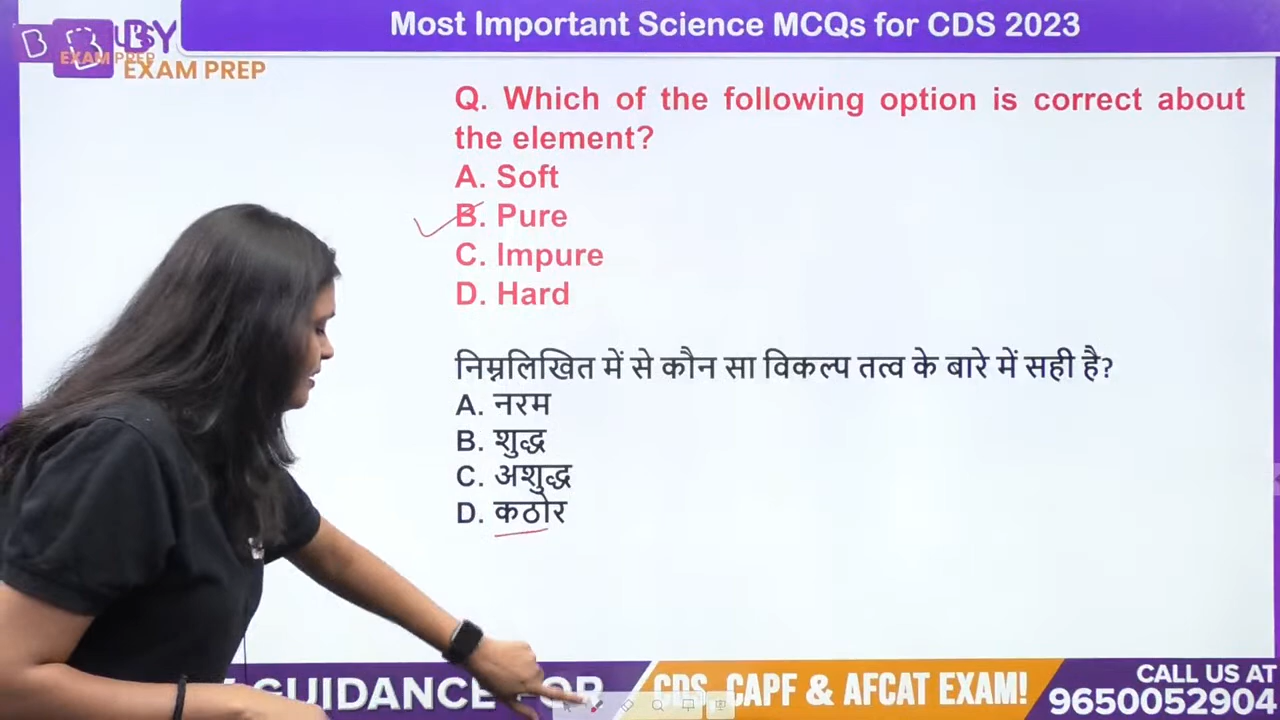 Most Important Science MCQs for CDS 2023
EXAM PREP
Q. Which of the following option is correct about
the element?
A. Soft
B. Pure
C. Impure
D. Hard
निम्नलिखित में से कौन सा विकल्प तत्व के बारे में सही है?
A. नरम
B. शुद्ध
C. अशुद्ध
D. कठोर
GUIDANCE FOR CDS, CAPF & AFCAT EXAM!
CALL US AT
9650052904